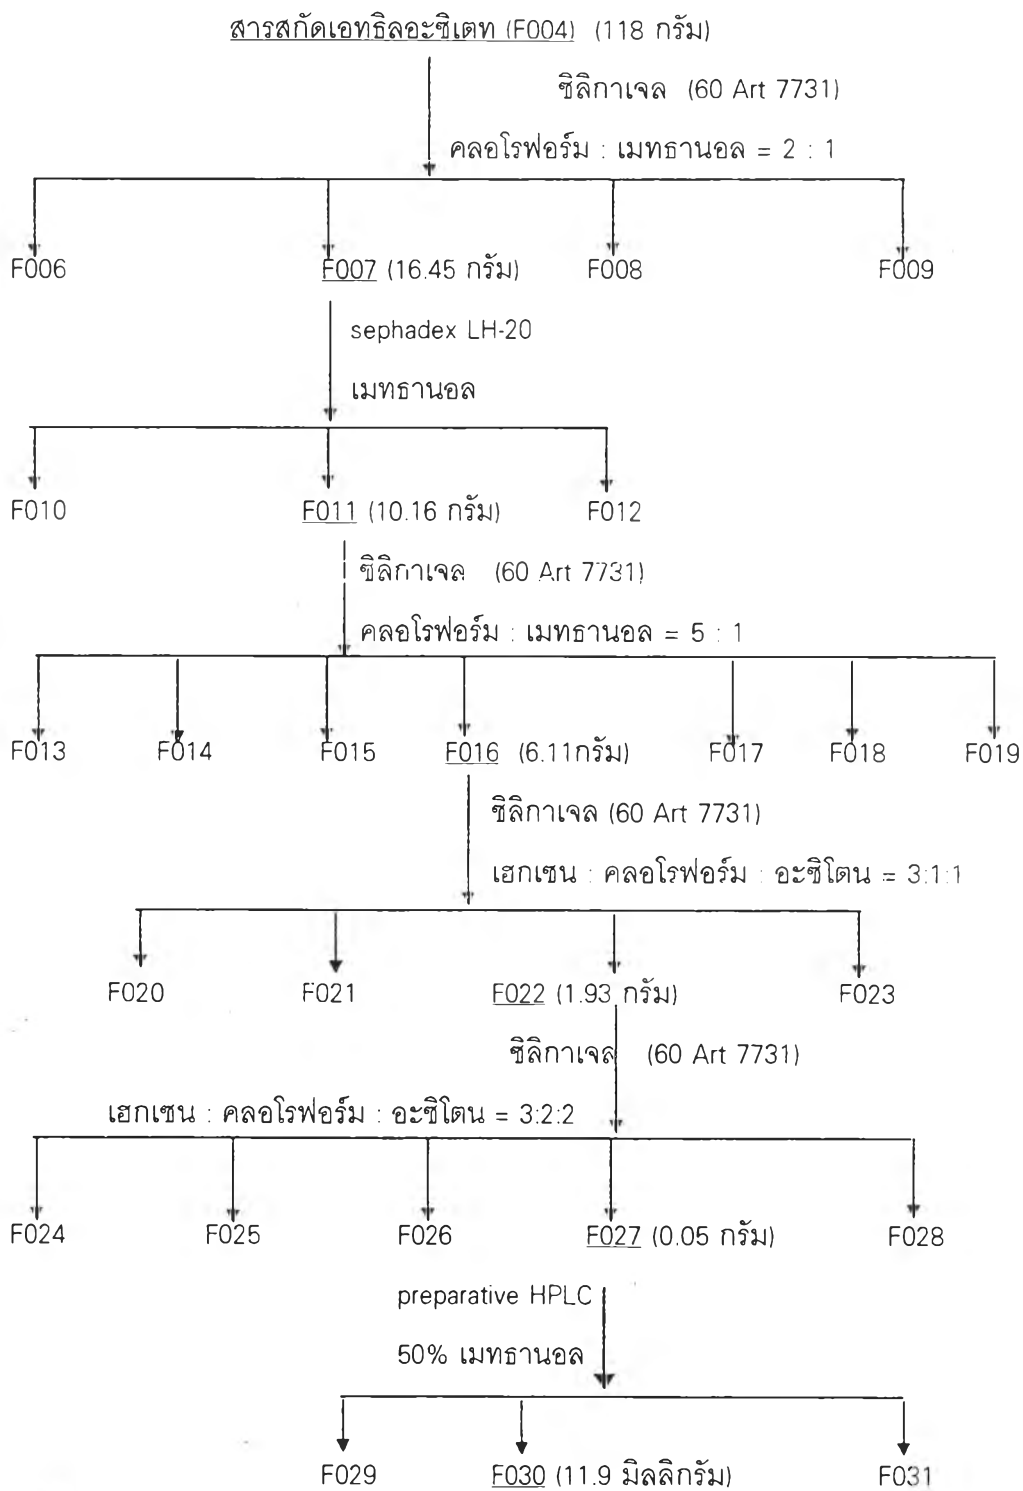 สารสกัดเอทธิลอะซิเตท (F004) (118 กรัม)
ซิลิกาเจล (60 Art 7731)
คลอโรฟอร์ม : เมทธานอล = 2 : 1
F006 F007 (16.45 กรัม) F008 F009
sephadex LH-20
เมทธานอล
F010 F011 (10.16 กรัม) F012
ซิลิกาเจล (60 Art 7731)
คลอโรฟอร์ม : เมทธานอล = 5 : 1
F013 F014 F015 F016 (6.11กรัม) F017 F018 F019
ซิลิกาเจล (60 Art 7731)
เฮกเซน : คลอโรฟอร์ม : อะซิโตน = 3:1:1
F020 F021 F022 (1.93 กรัม) F023
ซิลิกาเจล (60 Art 7731)
เฮกเซน : คลอโรฟอร์ม : อะซิโตน = 3:2:2
F024 F025 F026 F027 (0.05 กรัม) F028
preparative HPLC
50% เมทธานอล
F029 F030 (11.9 มิลลิกรัม) F031